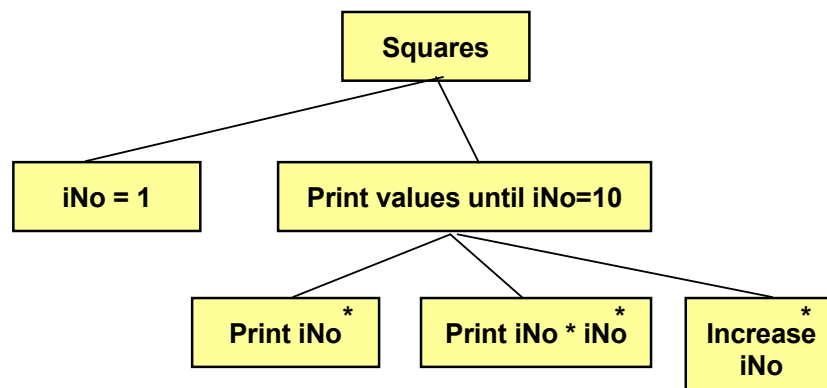 Squares
iNo = 1
Print values until iNo=10
Print iNo *
Print iNo * iNo *
*
Increase
iNo